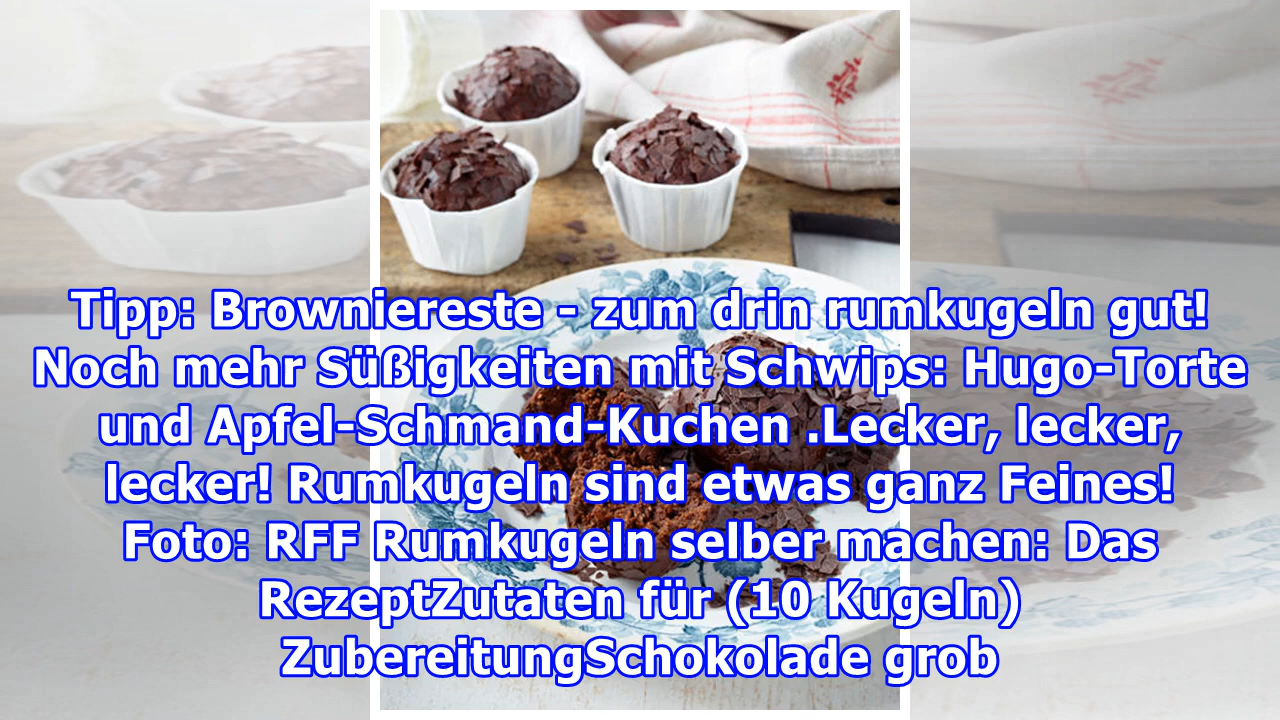 Tipp: Browniereste - zum drin rumkugeln gut!
Noch mehr Süßigkeiten mit Schwips: Hugo-Torte
und Apfel-Schmand-Kuchen .Lecker, lecker,
lecker! Rumkugeln sind etwas ganz Feines!
Foto: RFF Rumkugeln selber machen: Das
RezeptZutaten für (10 Kugeln)
ZubereitungSchokolade grob